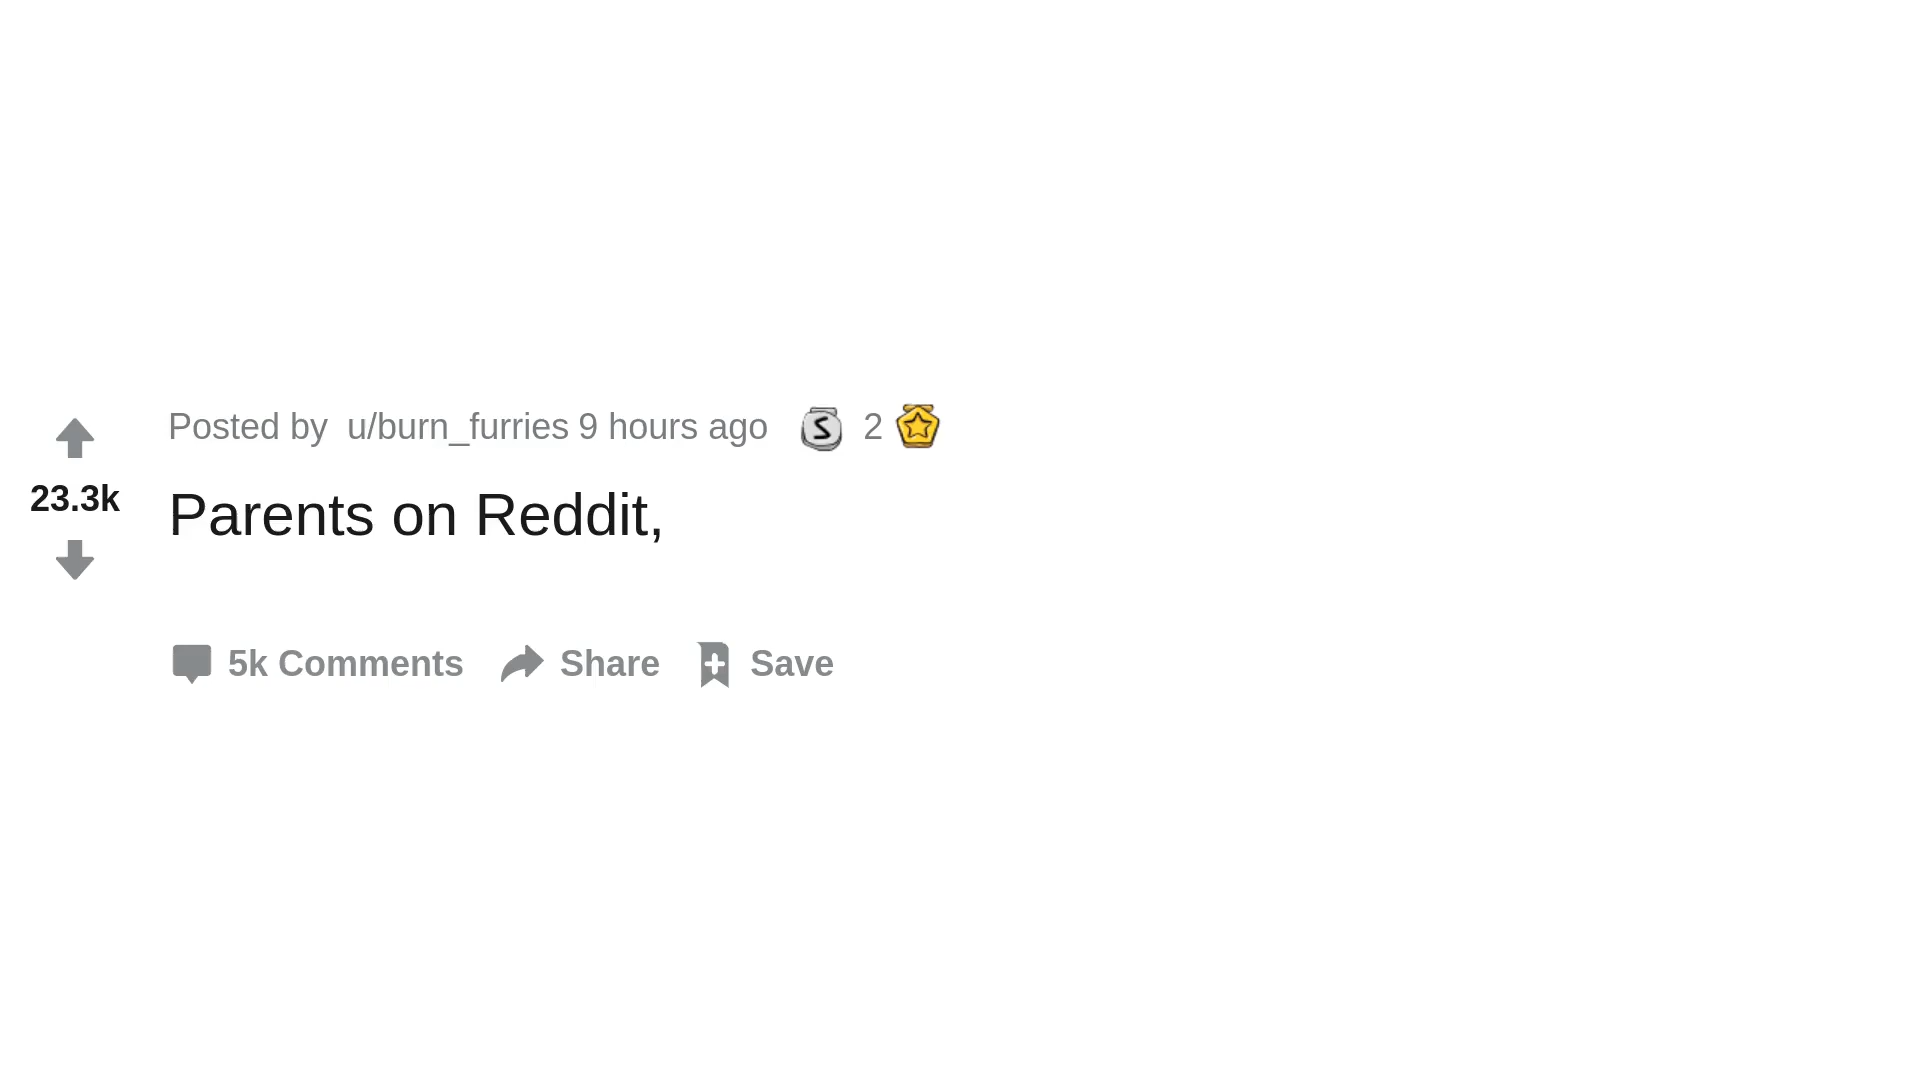 Posted by u/burn_furries 9 hours ago S 2
23.3k
Parents on Reddit,
5k Comments Share Save